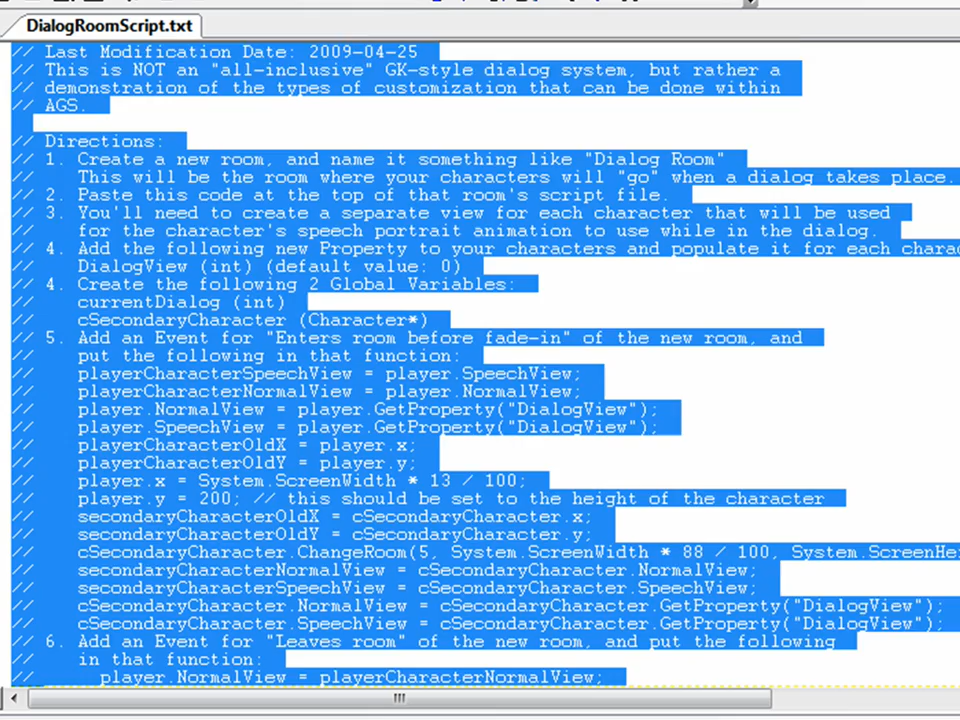 DialogRoomScript.txt
// Last Modification Date: 2009-04-25
// This is NOT an "all-inclusive" GK-style dialog system, but rather a
// demonstration of the types of customization that can be done within
// AGS.
// Directions:
// 1. Create a new room, and name it something like "Dialog Room"
//    This will be the room where your characters will "go" when a dialog takes place.
// 2. Paste this code at the top of that room's script file.
// 3. You'll need to create a separate view for each character that will be used
//    for the character's speech portrait animation to use while in the dialog.
// 4. Add the following new Property to your characters and populate it for each
//    DialogView (int) (default value: 0)
// 4. Create the following 2 Global Variables:
//    currentDialog (int)
//    cSecondaryCharacter (Character*)
// 5. Add an Event for "Enters room before fade-in" of the new room, and
//    put the following in that function:
//    playerCharacterSpeechView = player.SpeechView;
//    playerCharacterNormalView = player.NormalView;
//    player.NormalView = player.GetProperty("DialogView");
//    player.SpeechView = player.GetProperty("DialogView");
//    playerCharacterOldX = player.x;
//    playerCharacterOldY = player.y;
//    player.x = System.ScreenWidth * 13 / 100;
//    player.y = 200; // this should be set to the height of the character
//    secondaryCharacterOldX = cSecondaryCharacter.x;
//    secondaryCharacterOldY = cSecondaryCharacter.y;
//    cSecondaryCharacter.ChangeRoom(5, System.ScreenWidth * 88 / 100,
//    secondaryCharacterNormalView = cSecondaryCharacter.NormalView;
//    secondaryCharacterSpeechView = cSecondaryCharacter.SpeechView;
//    cSecondaryCharacter.NormalView = cSecondaryCharacter.GetProperty("DialogView");
//    cSecondaryCharacter.SpeechView = cSecondaryCharacter.GetProperty("DialogView");
// 6. Add an Event for "Leaves room" of the new room, and put the following
//    in that function:
//      player.NormalView = playerCharacterNormalView;